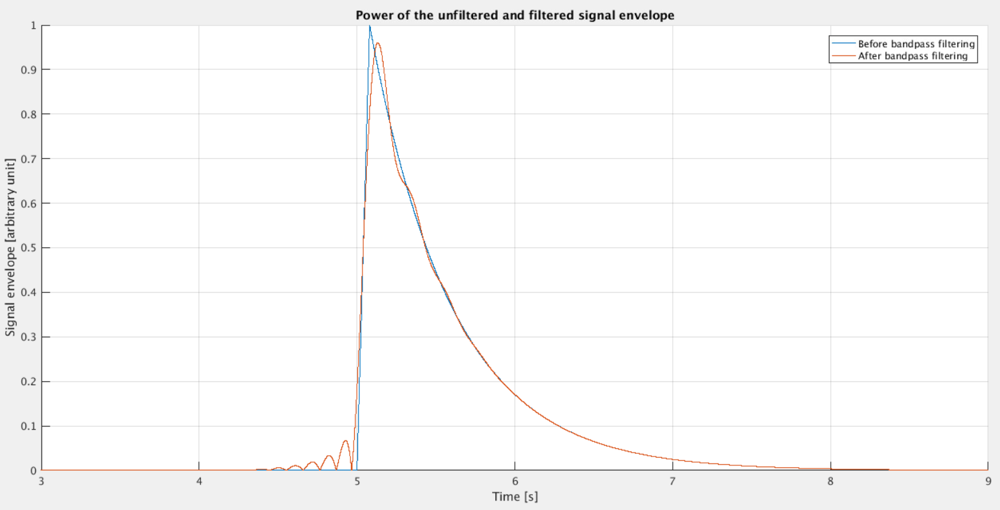 Power of the unfiltered and filtered signal envelope
Before bandpass filtering
After bandpass filtering
Signal envelope [arbitrary unit]
1
0.9
0.8
0.7
0.6
0.5
0.4
0.3
0.2
0.1
0
3 4 5 6 7 8 9
Time [s]